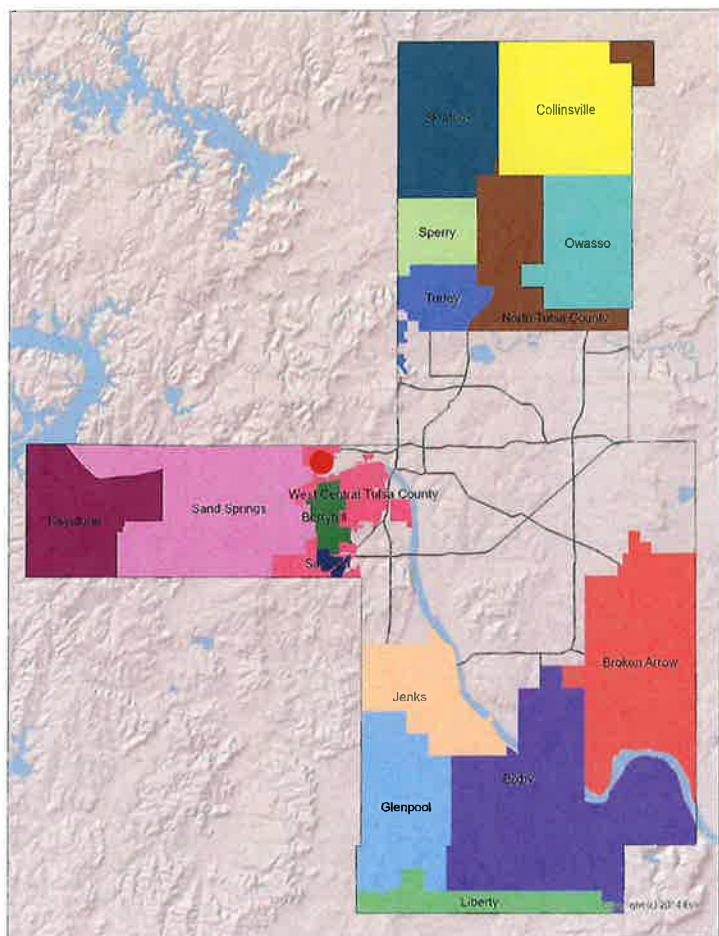 Collinsville
Skiatook
Sperry
Owasso
Turley
North Tulsa County
West Central Tulsa County
Sand Springs
Keystone
Berryhill
Broken Arrow
Jenks
Bixby
Glenpool
Liberty